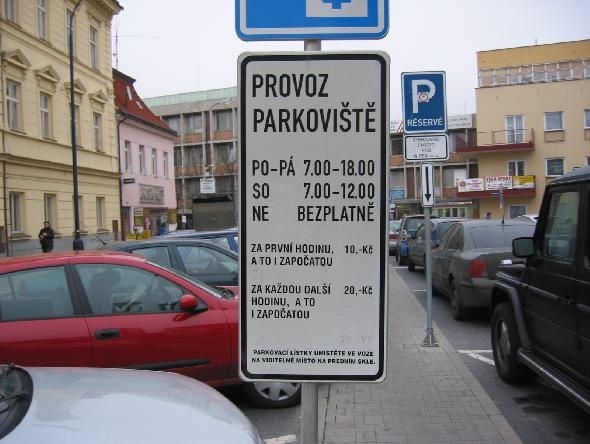 PROVOZ
PARKOVIŠTĚ
PO-PÁ 7.00-18.00
SO 7.00-12.00
NE BEZPLATNĚ
ZA PRVNÍ HODINU, 10,-Kč
A TO I ZAPOČATOU
ZA KAŽDOU DALŠÍ 20,-Kč
HODINU, A TO
I ZAPOČATOU
PARKOVACÍ LÍSTKY UMISTĚTE VE VOZE
NA VIDITELNÉ MÍSTO NA PREDNÍM SKLE.
P
RÉSERVÉ